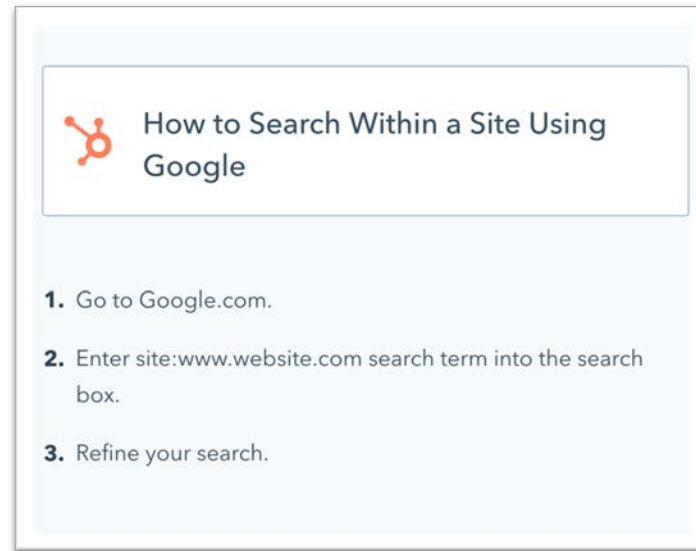 How to Search Within a Site Using
Google
1. Go to Google.com.
2. Enter site:www.website.com search term into the search
box.
3. Refine your search.